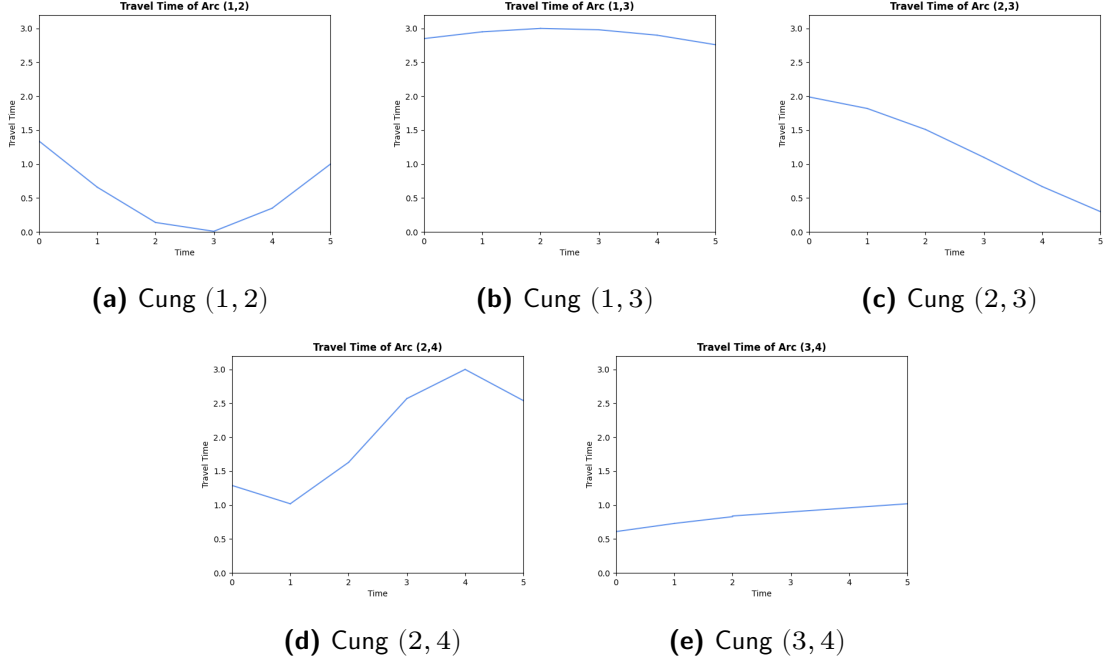 Travel Time of Arc (1,2)
Travel Time
3.0
2.5
2.0
1.5
1.0
0.5
0.0
0 1 2 3 4 5
Time
(a) Cung (1, 2)
Travel Time of Arc (1,3)
Travel Time
3.0
2.5
2.0
1.5
1.0
0.5
0.0
0 1 2 3 4 5
Time
(b) Cung (1, 3)
Travel Time of Arc (2,3)
Travel Time
3.0
2.5
2.0
1.5
1.0
0.5
0.0
0 1 2 3 4 5
Time
(c) Cung (2, 3)
Travel Time of Arc (2,4)
Travel Time
3.0
2.5
2.0
1.5
1.0
0.5
0.0
0 1 2 3 4 5
Time
(d) Cung (2, 4)
Travel Time of Arc (3,4)
Travel Time
3.0
2.5
2.0
1.5
1.0
0.5
0.0
0 1 2 3 4 5
Time
(e) Cung (3, 4)